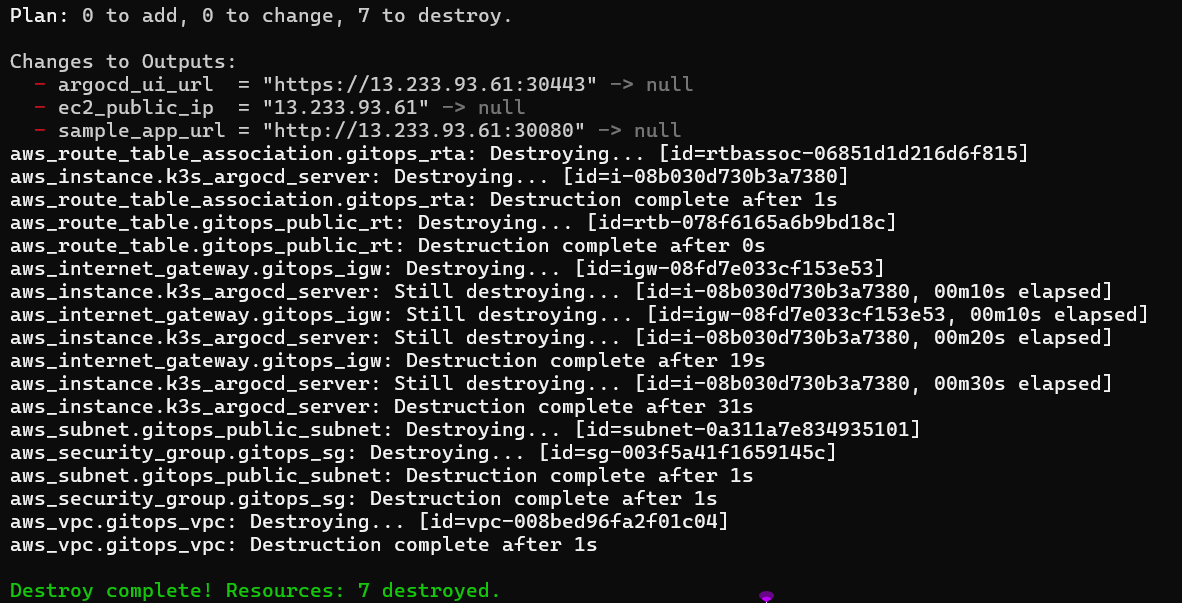 Plan: 0 to add, 0 to change, 7 to destroy.
Changes to Outputs:
- argocd_ui_url = "https://13.233.93.61:30443" -> null
- ec2_public_ip = "13.233.93.61" -> null
- sample_app_url = "http://13.233.93.61:30080" -> null
aws_route_table_association.gitops_rta: Destroying... [id=rtbassoc-06851d1d216d6f815]
aws_instance.k3s_argocd_server: Destroying... [id=i-08b030d730b3a7380]
aws_route_table_association.gitops_rta: Destruction complete after 1s
aws_route_table.gitops_public_rt: Destroying... [id=rtb-078f6165a6b9bd18c]
aws_route_table.gitops_public_rt: Destruction complete after 0s
aws_internet_gateway.gitops_igw: Destroying... [id=igw-08fd7e033cf153e53]
aws_instance.k3s_argocd_server: Still destroying... [id=i-08b030d730b3a7380, 00m10s elapsed]
aws_internet_gateway.gitops_igw: Still destroying... [id=igw-08fd7e033cf153e53, 00m10s elapsed]
aws_instance.k3s_argocd_server: Still destroying... [id=i-08b030d730b3a7380, 00m20s elapsed]
aws_internet_gateway.gitops_igw: Destruction complete after 19s
aws_instance.k3s_argocd_server: Still destroying... [id=i-08b030d730b3a7380, 00m30s elapsed]
aws_instance.k3s_argocd_server: Destruction complete after 31s
aws_subnet.gitops_public_subnet: Destroying... [id=subnet-0a311a7e834935101]
aws_security_group.gitops_sg: Destroying... [id=sg-003f5a41f1659145c]
aws_subnet.gitops_public_subnet: Destruction complete after 1s
aws_security_group.gitops_sg: Destruction complete after 1s
aws_vpc.gitops_vpc: Destroying... [id=vpc-008bed96fa2f01c04]
aws_vpc.gitops_vpc: Destruction complete after 1s
Destroy complete! Resources: 7 destroyed.